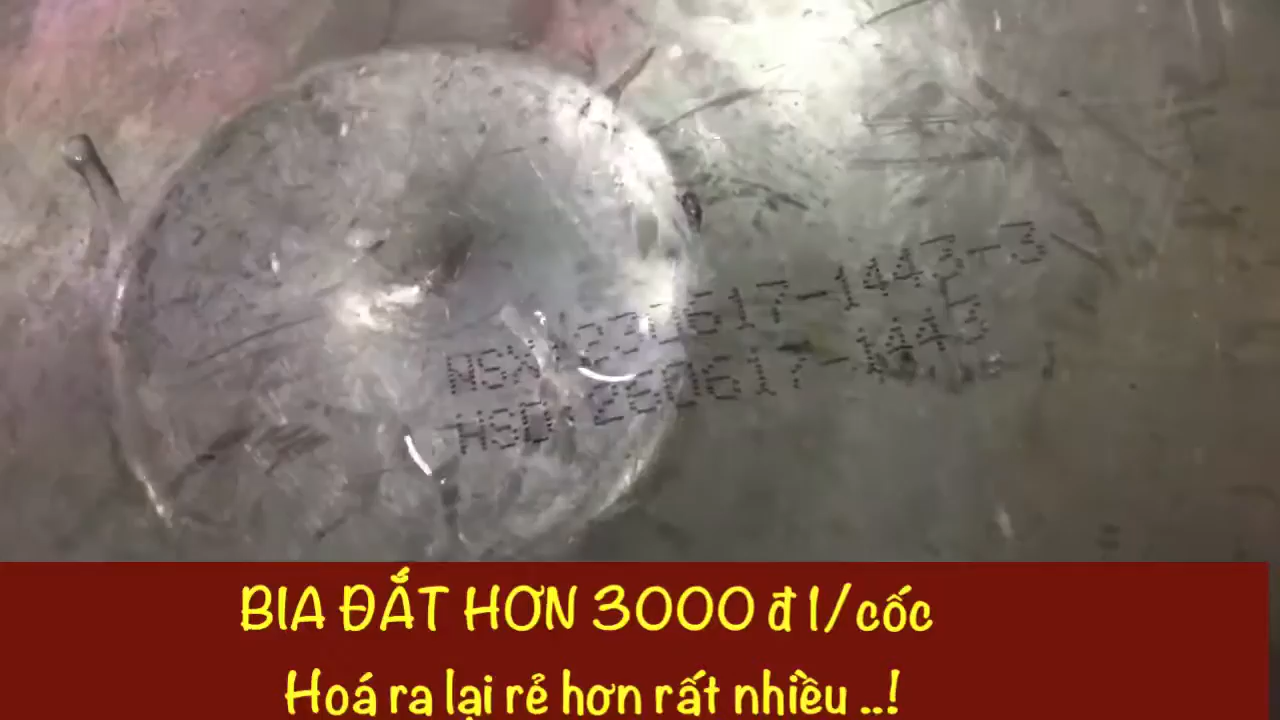 NSX:230617-1443-3
HSD:260617-1443
BIA ĐẮT HƠN 3000 đ 1/cốc
Hoá ra lại rẻ hơn rất nhiều ..!